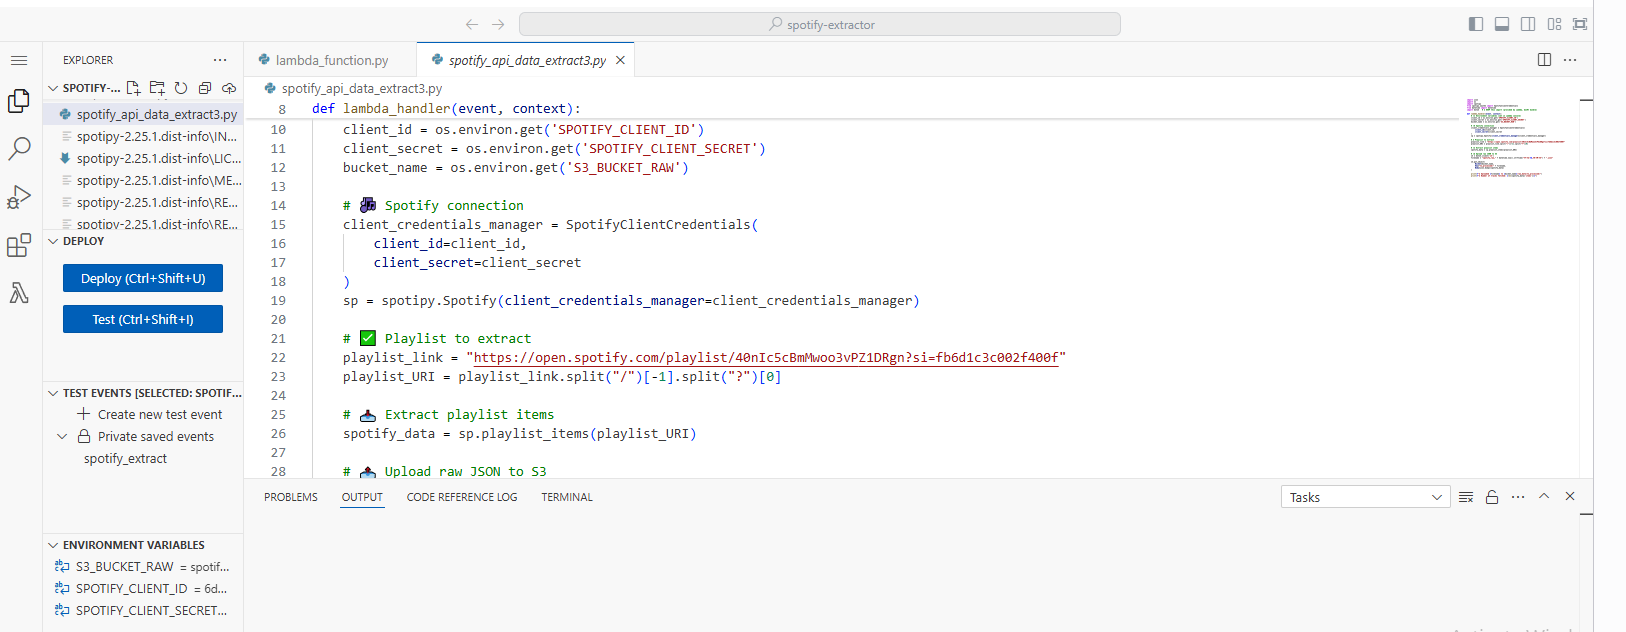 spotify-extractor
EXPLORER
SPOTIFY-...
spotify_api_data_extract3.py
spotipy-2.25.1.dist-info\IN...
spotipy-2.25.1.dist-info\LIC...
spotipy-2.25.1.dist-info\ME...
spotipy-2.25.1.dist-info\RE...
spotipy-2.25.1.dist-info\RE...
DEPLOY
Deploy (Ctrl+Shift+U)
Test (Ctrl+Shift+I)
TEST EVENTS [SELECTED: SPOTIF...
Create new test event
Private saved events
spotify_extract
ENVIRONMENT VARIABLES
S3_BUCKET_RAW = spotif...
SPOTIFY_CLIENT_ID = 6d...
SPOTIFY_CLIENT_SECRET...
lambda_function.py
spotify_api_data_extract3.py
spotify_api_data_extract3.py
8 def lambda_handler(event, context):
10 client_id = os.environ.get('SPOTIFY_CLIENT_ID')
11 client_secret = os.environ.get('SPOTIFY_CLIENT_SECRET')
12 bucket_name = os.environ.get('S3_BUCKET_RAW')
13
14 # 🎶 Spotify connection
15 client_credentials_manager = SpotifyClientCredentials(
16 client_id=client_id,
17 client_secret=client_secret
18 )
19 sp = spotipy.Spotify(client_credentials_manager=client_credentials_manager)
20
21 # ✅ Playlist to extract
22 playlist_link = "https://open.spotify.com/playlist/40nIc5cBmMwoo3vPZ1DRgn?si=fb6d1c3c002f400f"
23 playlist_URI = playlist_link.split("/")[-1].split("?")[0]
24
25 # 📥 Extract playlist items
26 spotify_data = sp.playlist_items(playlist_URI)
27
28 # 📤 Upload raw JSON to S3
PROBLEMS OUTPUT CODE REFERENCE LOG TERMINAL
Tasks